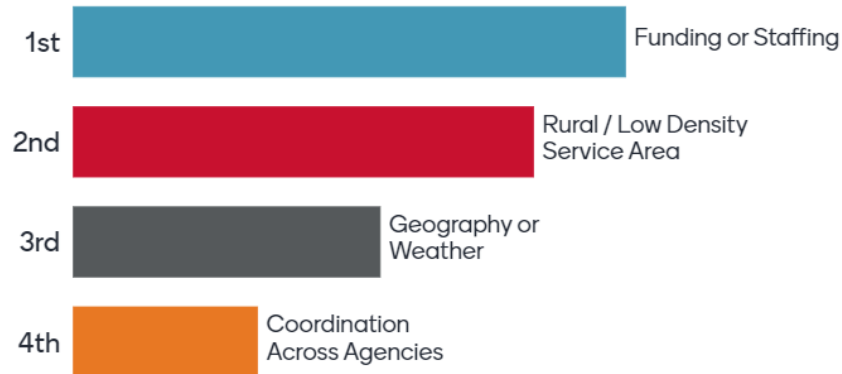 1st
Funding or Staffing
2nd
Rural / Low Density
Service Area
3rd
Geography or
Weather
4th
Coordination
Across Agencies